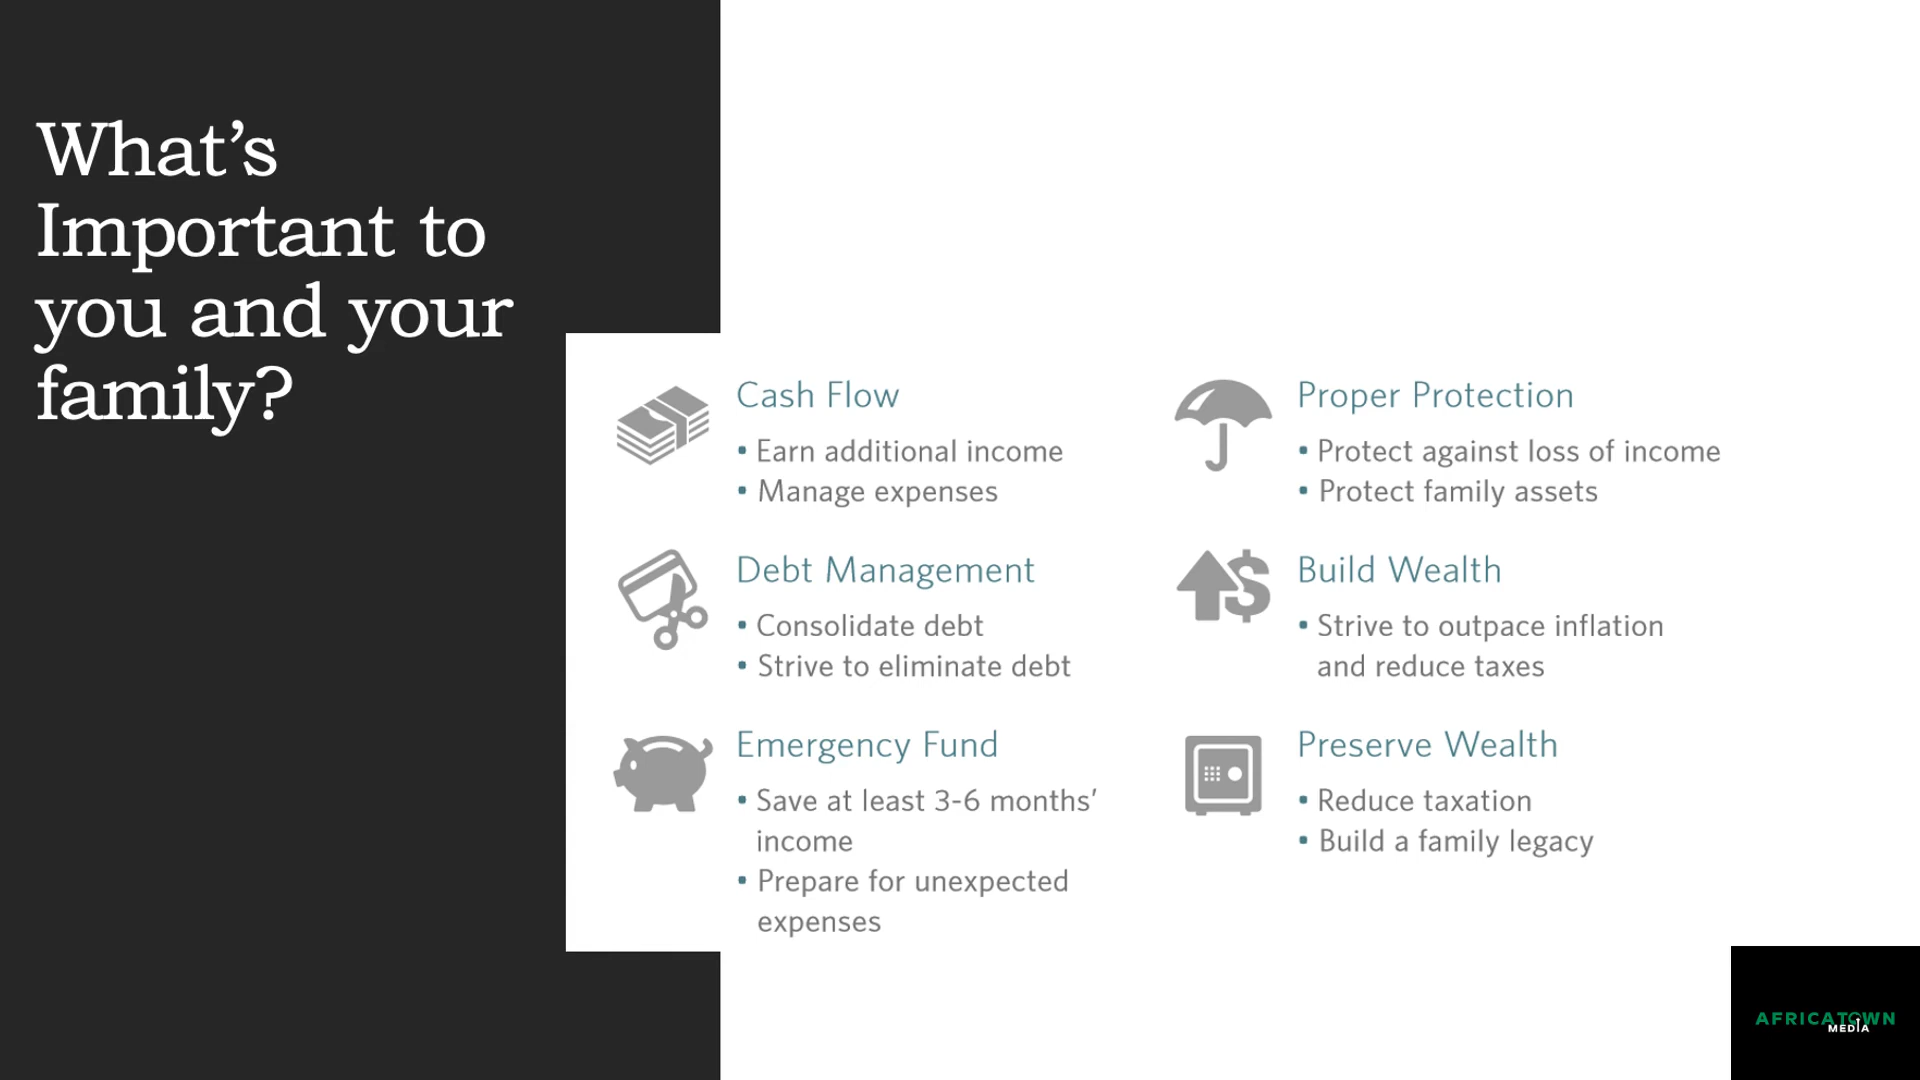 What’s
Important to
you and your
family?
Cash Flow
• Earn additional income
• Manage expenses
Debt Management
• Consolidate debt
• Strive to eliminate debt
Emergency Fund
• Save at least 3-6 months’
income
• Prepare for unexpected
expenses
Proper Protection
• Protect against loss of income
• Protect family assets
Build Wealth
• Strive to outpace inflation
and reduce taxes
Preserve Wealth
• Reduce taxation
• Build a family legacy
AFRICATOWN
MEDIA